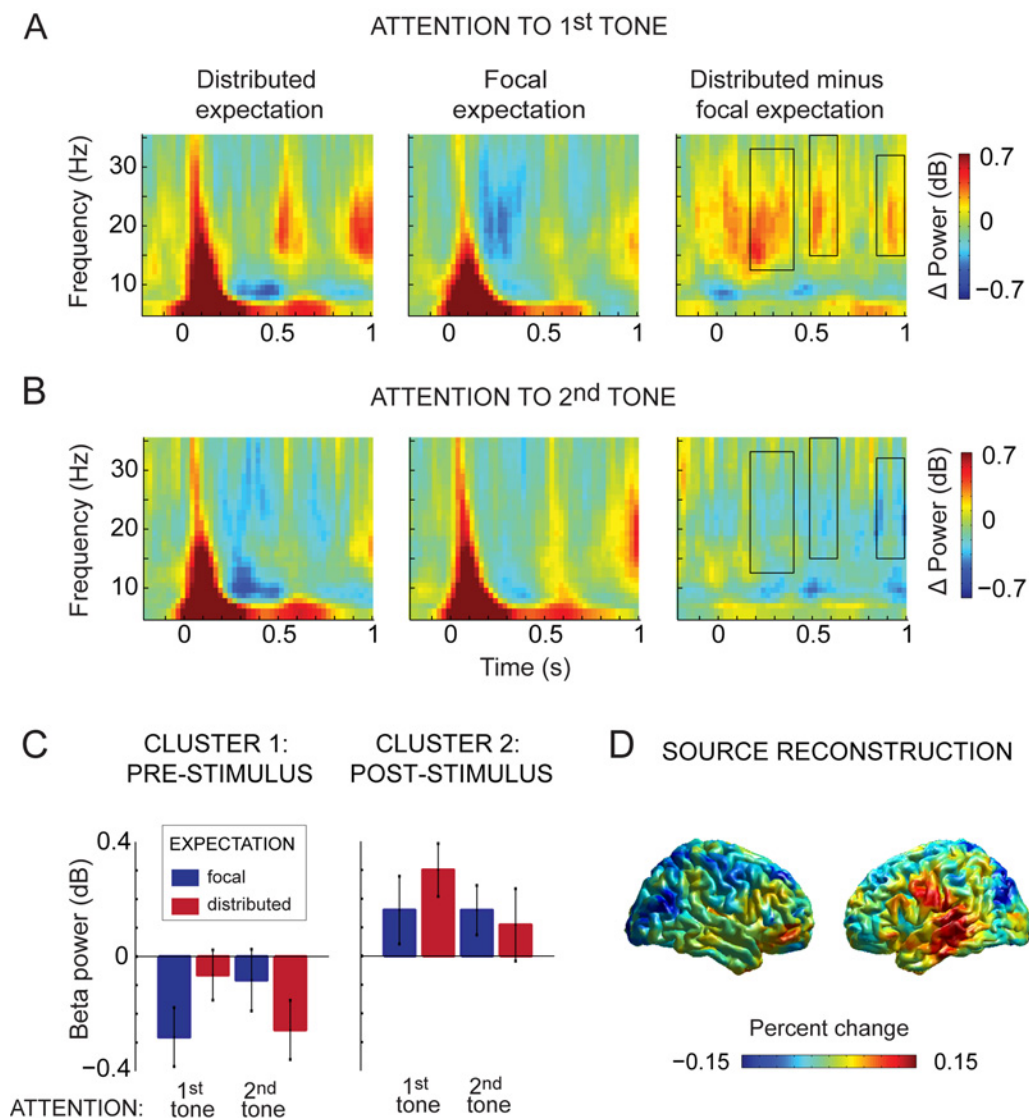 A
ATTENTION TO 1st TONE
Distributed
expectation
Focal
expectation
Distributed minus
focal expectation
Frequency (Hz)
30
20
10
0 0.5 1
0 0.5 1
0 0.5 1
0.7
0
−0.7
Δ Power (dB)
B
ATTENTION TO 2nd TONE
Frequency (Hz)
30
20
10
0 0.5 1
0 0.5 1
0 0.5 1
Time (s)
0.7
0
−0.7
Δ Power (dB)
C
CLUSTER 1:
PRE-STIMULUS
CLUSTER 2:
POST-STIMULUS
EXPECTATION
focal
distributed
Beta power (dB)
0.4
0
−0.4
ATTENTION:
1st
tone
2nd
tone
1st
tone
2nd
tone
D
SOURCE RECONSTRUCTION
Percent change
−0.15 0.15